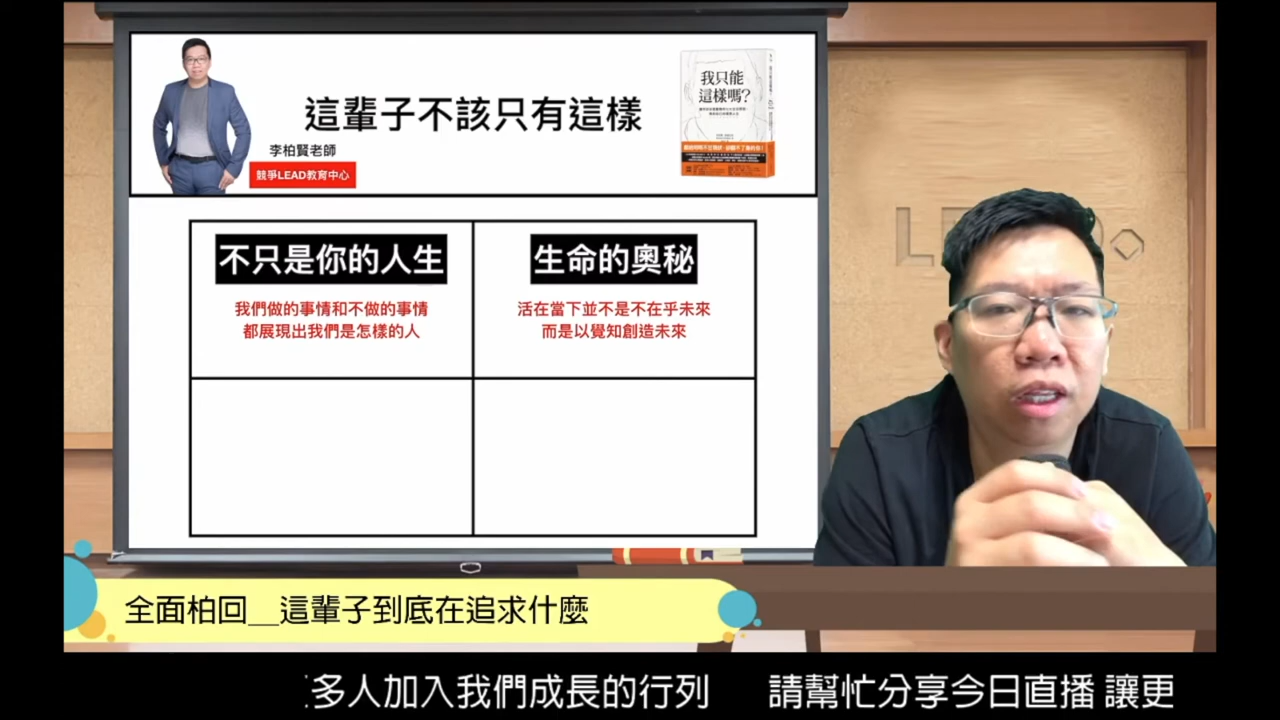 這輩子不該只有這樣
李柏賢老師
競爭LEAD教育中心
我只能
這樣嗎?
不只是你的人生
我們做的事情和不做的事情
都展現出我們是怎樣的人
生命的奧秘
活在當下並不是不在乎未來
而是以覺知創造未來
全面柏回__這輩子到底在追求什麼
多人加入我們成長的行列 請幫忙分享今日直播 讓更